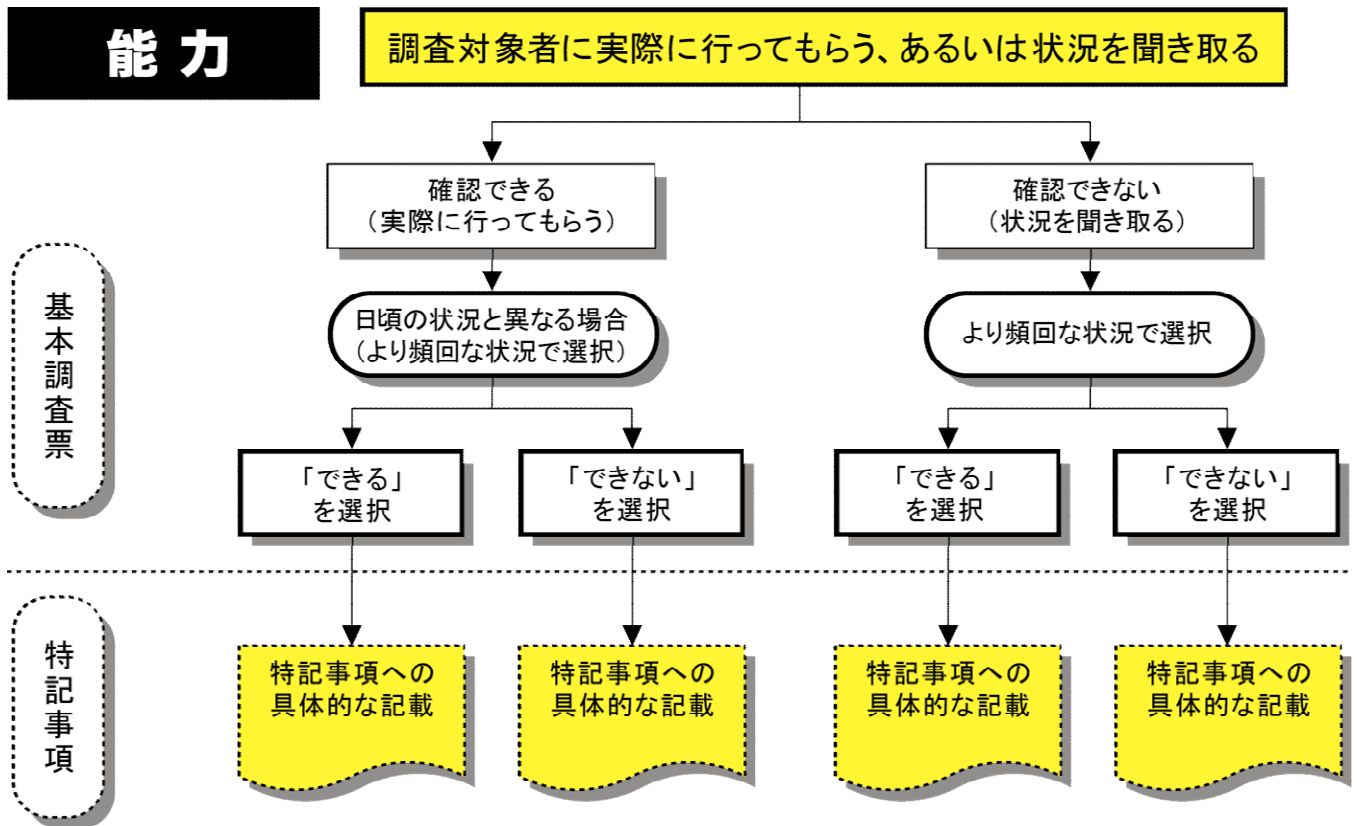 能力
調査対象者に実際に行ってもらう、あるいは状況を聞き取る
確認できる
（実際に行ってもらう）
確認できない
（状況を聞き取る）
基本調査票
日頃の状況と異なる場合
（より頻回な状況で選択）
より頻回な状況で選択
「できる」
を選択
「できない」
を選択
「できる」
を選択
「できない」
を選択
特記事項
特記事項への
具体的な記載
特記事項への
具体的な記載
特記事項への
具体的な記載
特記事項への
具体的な記載